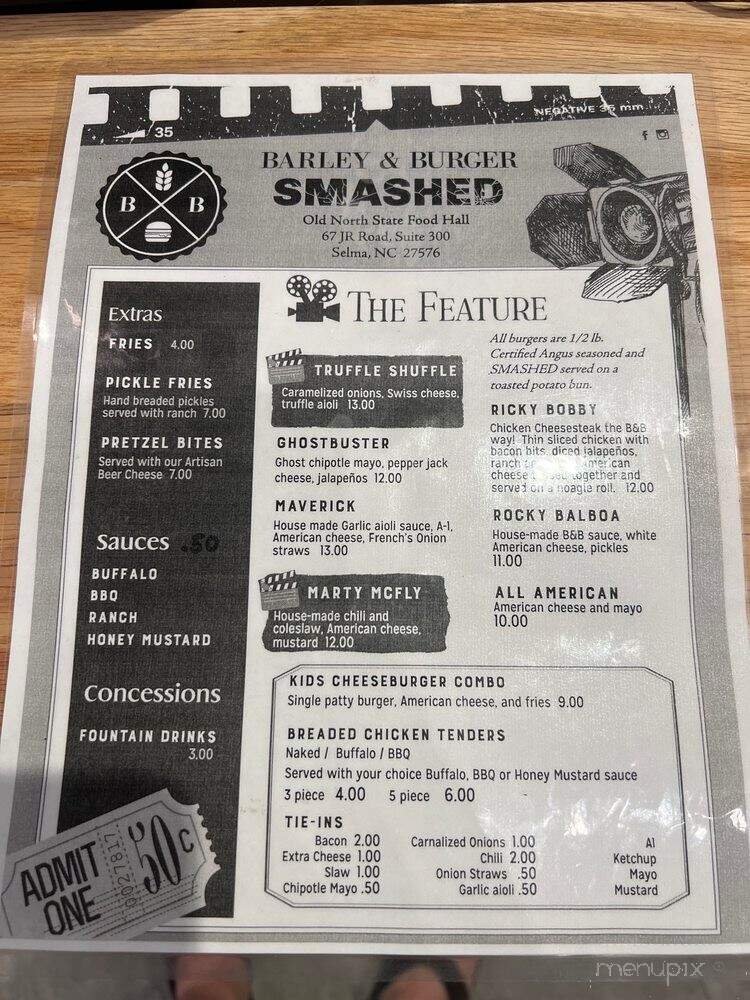 NEGATIVE 35 mm
35
BARLEY & BURGER
SMASHED
Old North State Food Hall
67 JR Road, Suite 300
Selma, NC 27576
B B
Extras
FRIES 4.00
PICKLE FRIES
Hand breaded pickles
served with ranch 7.00
PRETZEL BITES
Served with our Artisan
Beer Cheese 7.00
Sauces .50
BUFFALO
BBQ
RANCH
HONEY MUSTARD
Concessions
FOUNTAIN DRINKS
3.00
ADMIT
ONE
50c
THE FEATURE
TRUFFLE SHUFFLE
Caramelized onions, Swiss cheese,
truffle aioli 13.00
GHOSTBUSTER
Ghost chipotle mayo, pepper jack
cheese, jalapeños 12.00
MAVERICK
House made Garlic aioli sauce, A-1,
American cheese, French's Onion
straws 13.00
MARTY MCFLY
House-made chili and
coleslaw, American cheese,
mustard 12.00
All burgers are 1/2 lb.
Certified Angus seasoned and
SMASHED served on a
toasted potato bun.
RICKY BOBBY
Chicken Cheesesteak the B&B
way! Thin sliced chicken with
bacon bits, diced jalapeños,
ranch American
cheese together and
served on a hoagie roll. 12.00
ROCKY BALBOA
House-made B&B sauce, white
American cheese, pickles
11.00
ALL AMERICAN
American cheese and mayo
10.00
KIDS CHEESEBURGER COMBO
Single patty burger, American cheese, and fries 9.00
BREADED CHICKEN TENDERS
Naked / Buffalo / BBQ
Served with your choice Buffalo, BBQ or Honey Mustard sauce
3 piece 4.00 5 piece 6.00
TIE-INS
Bacon 2.00 Carnalized Onions 1.00 A1
Extra Cheese 1.00 Chili 2.00 Ketchup
Slaw 1.00 Onion Straws .50 Mayo
Chipotle Mayo .50 Garlic aioli .50 Mustard
menupix